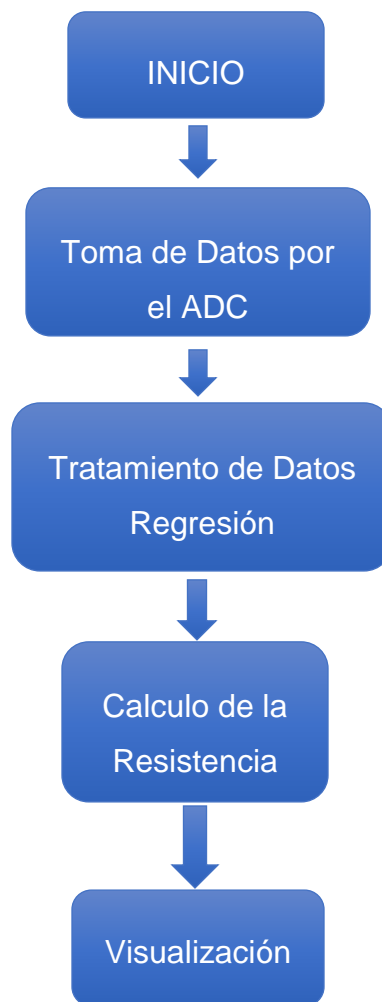 INICIO
Toma de Datos por
el ADC
Tratamiento de Datos
Regresión
Calculo de la
Resistencia
Visualización